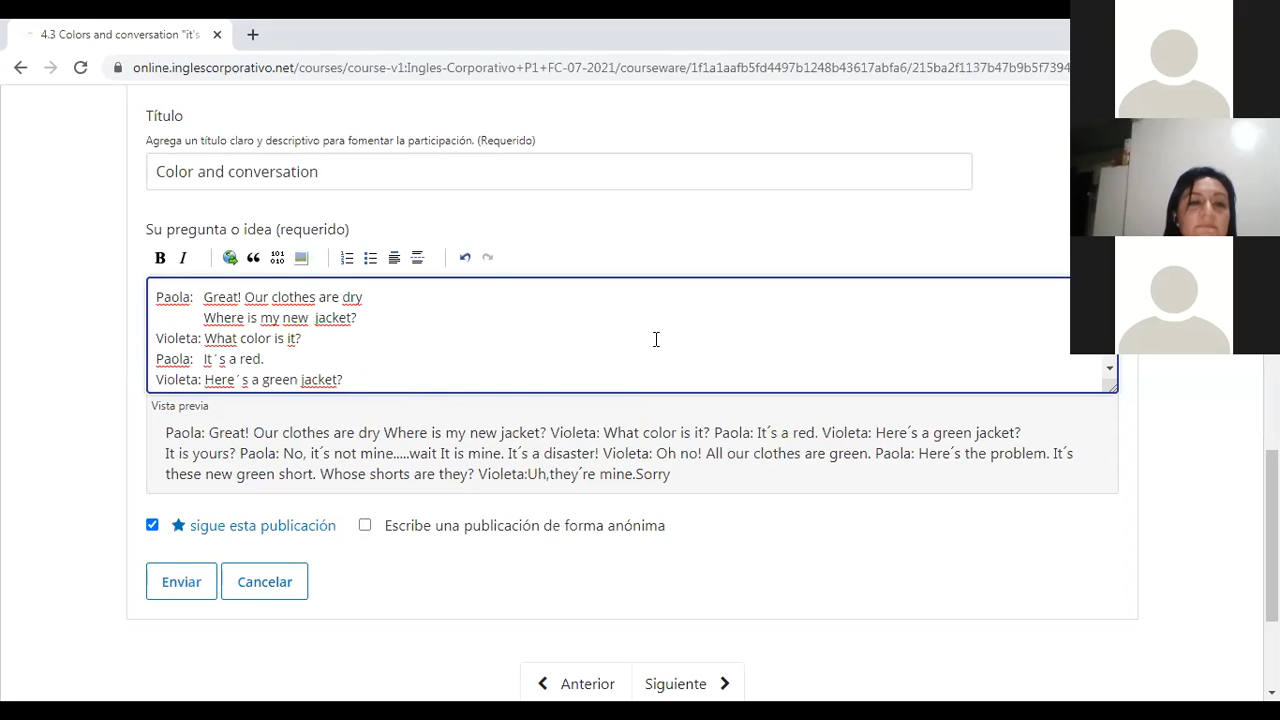 4.3 Colors and conversation "it's
online.inglescorporativo.net/courses/course-v1:Ingles-Corporativo+P1+FC-07-2021/courseware/1f1a1aafb5fd4497b1248b43617abfa6/215ba2f1137b47b9b5f7394
Título
Agrega un título claro y descriptivo para fomentar la participación. (Requerido)
Color and conversation
Su pregunta o idea (requerido)
B I
101
010
Paola: Great! Our clothes are dry
Where is my new jacket?
Violeta: What color is it?
Paola: It´s a red.
Violeta: Here´s a green jacket?
Vista previa
Paola: Great! Our clothes are dry Where is my new jacket? Violeta: What color is it? Paola: It´s a red. Violeta: Here´s a green jacket?
It is yours? Paola: No, it´s not mine.....wait It is mine. It´s a disaster! Violeta: Oh no! All our clothes are green. Paola: Here´s the problem. It´s
these new green short. Whose shorts are they? Violeta:Uh,they´re mine.Sorry
sigue esta publicación
Escribe una publicación de forma anónima
Enviar
Cancelar
Anterior
Siguiente